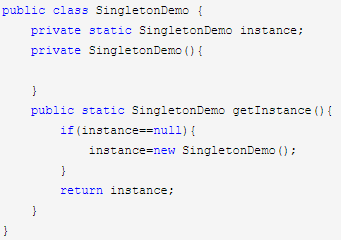 public class SingletonDemo {
    private static SingletonDemo instance;
    private SingletonDemo(){

    }
    public static SingletonDemo getInstance(){
        if(instance==null){
            instance=new SingletonDemo();
        }
        return instance;
    }
}